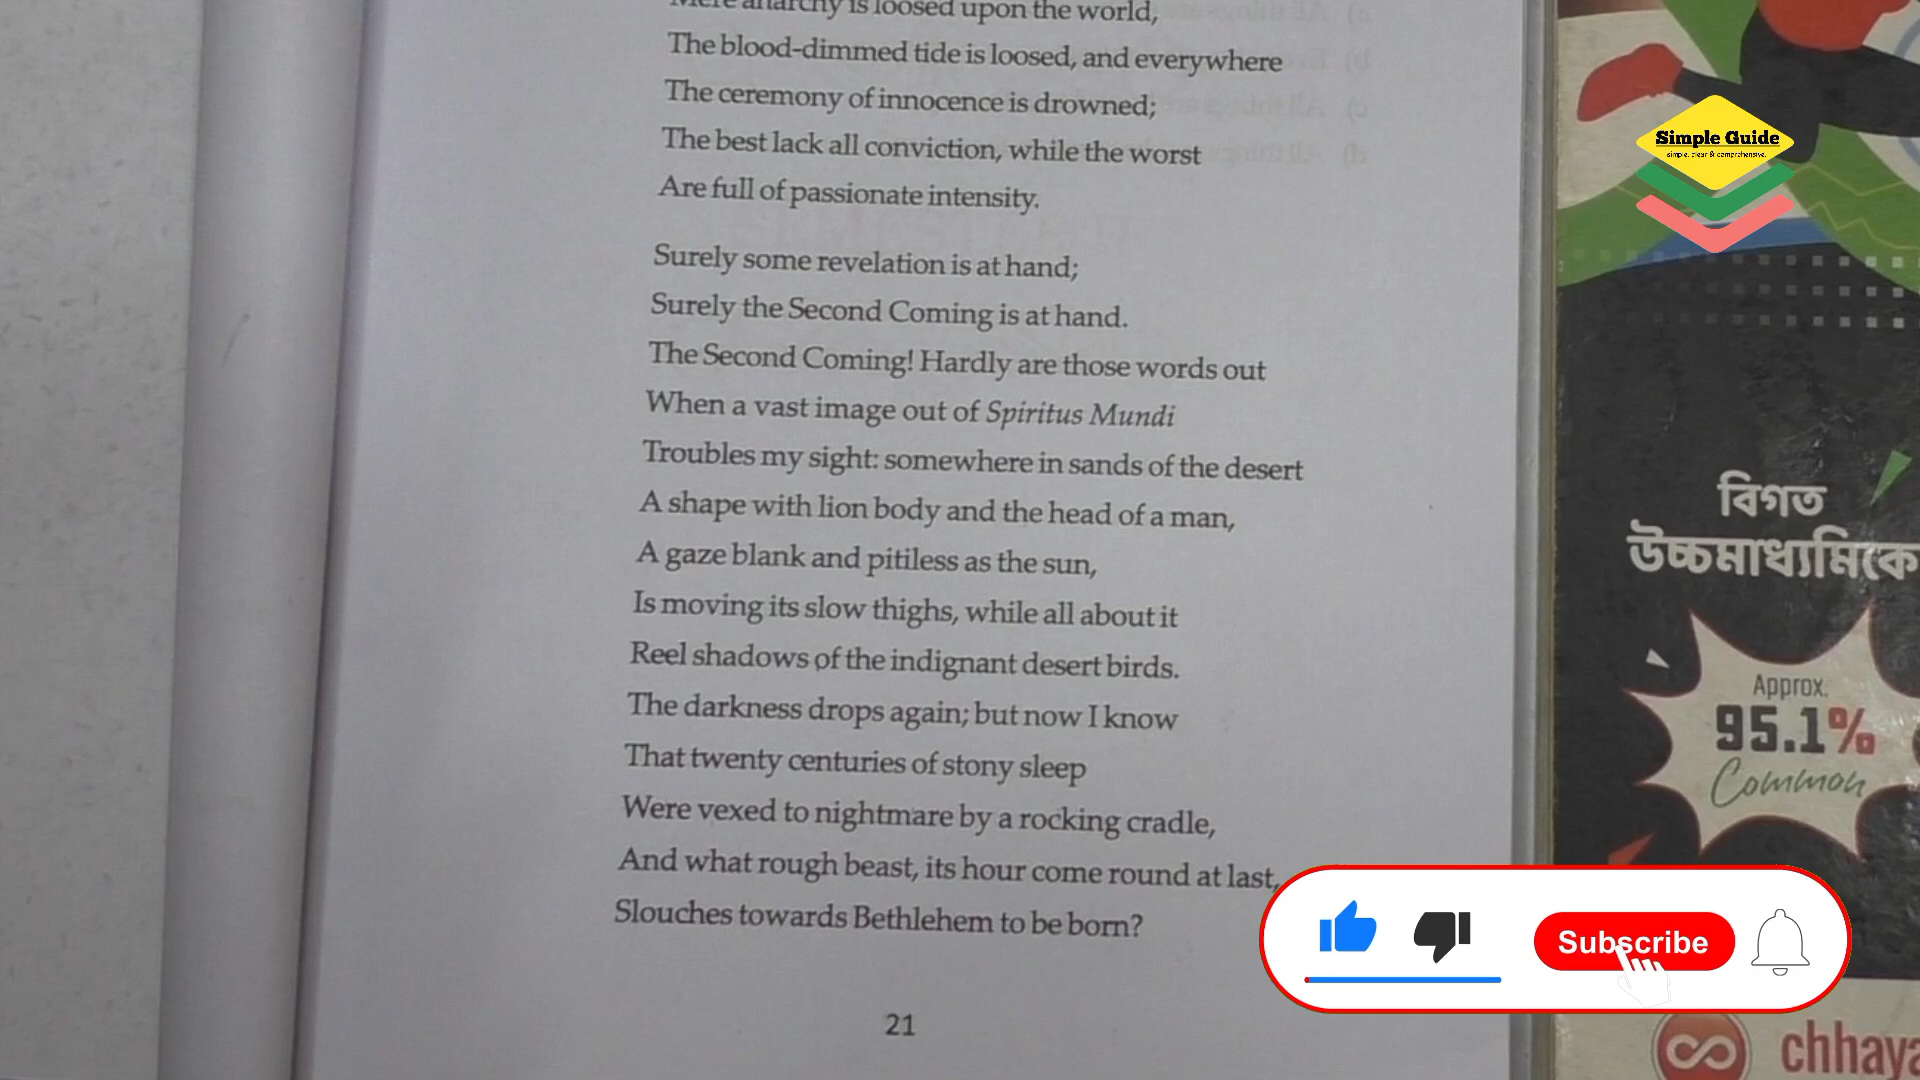 Mere anarchy is loosed upon the world,
The blood-dimmed tide is loosed, and everywhere
The ceremony of innocence is drowned;
The best lack all conviction, while the worst
Are full of passionate intensity.
Surely some revelation is at hand;
Surely the Second Coming is at hand.
The Second Coming! Hardly are those words out
When a vast image out of Spiritus Mundi
Troubles my sight: somewhere in sands of the desert
A shape with lion body and the head of a man,
A gaze blank and pitiless as the sun,
Is moving its slow thighs, while all about it
Reel shadows of the indignant desert birds.
The darkness drops again; but now I know
That twenty centuries of stony sleep
Were vexed to nightmare by a rocking cradle,
And what rough beast, its hour come round at last,
Slouches towards Bethlehem to be born?
21
Simple Guide
simple, clear & comprehensive.
বিগত
উচ্চমাধ্যমিকে
Approx.
95.1%
Common
Subscribe
chhaya